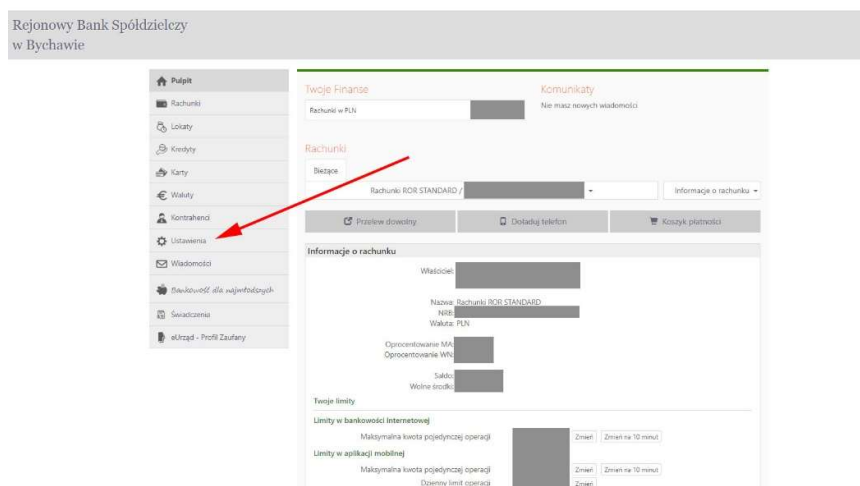 Rejonowy Bank Spółdzielczy
w Bychawie
Pulpit
Rachunki
Lokaty
Kredyty
Karty
Waluty
Kontrahenci
Ustawienia
Wiadomości
Bankowość dla najmłodszych
Świadczenia
eUrząd - Profil Zaufany
Twoje Finanse
Rachunki w PLN
Komunikaty
Nie masz nowych wiadomości
Rachunki
Bieżące
Rachunki ROR STANDARD /
Informacje o rachunku
Przelew dowolny
Doładuj telefon
Koszyk płatności
Informacje o rachunku
Właściciel:
Nazwa: Rachunki ROR STANDARD
NRB:
Waluta: PLN
Oprocentowanie MA:
Oprocentowanie WN:
Saldo:
Wolne środki:
Twoje limity
Limity w bankowości internetowej
Maksymalna kwota pojedynczej operacji Zmień Zmień na 10 minut
Limity w aplikacji mobilnej
Maksymalna kwota pojedynczej operacji Zmień Zmień na 10 minut
Dzienny limit operacji Zmień